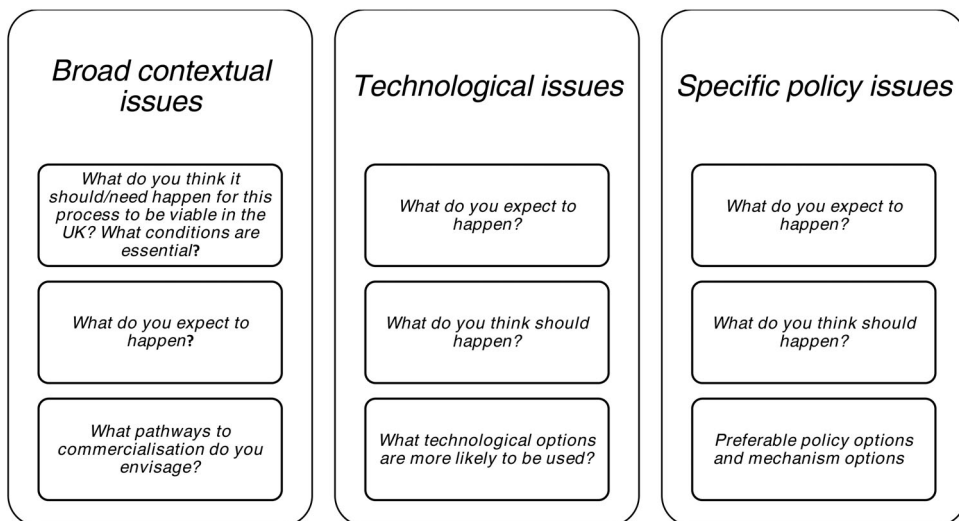 Broad contextual
issues
What do you think it
should/need happen for this
process to be viable in the
UK? What conditions are
essential?
What do you expect to
happen?
What pathways to
commercialisation do you
envisage?
Technological issues
What do you expect to
happen?
What do you think should
happen?
What technological options
are more likely to be used?
Specific policy issues
What do you expect to
happen?
What do you think should
happen?
Preferable policy options
and mechanism options